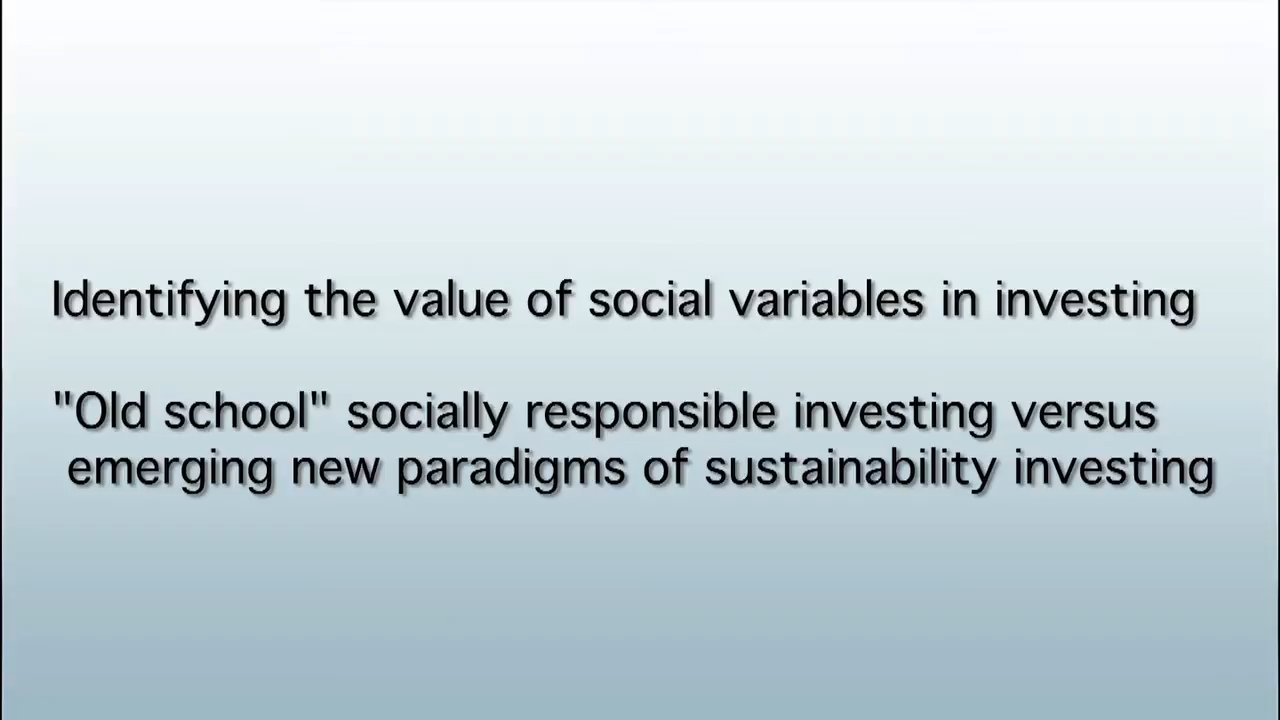 Identifying the value of social variables in investing
"Old school" socially responsible investing versus
emerging new paradigms of sustainability investing